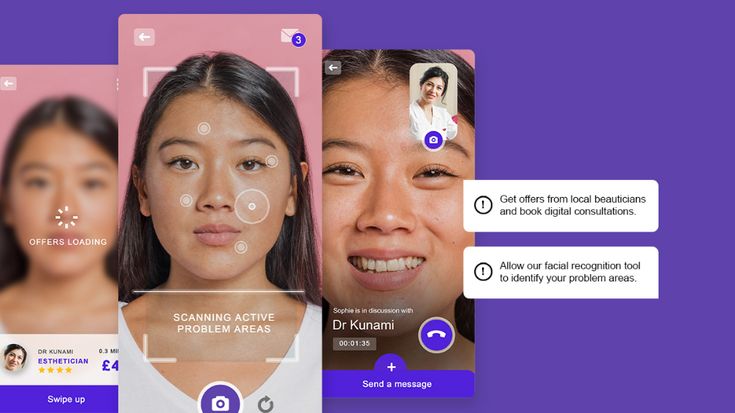 OFFERS LOADING
DR KUNAMI
0.3 MI
ESTHETICIAN
£4
Swipe up
3
SCANNING ACTIVE
PROBLEM AREAS
Sophie is in discussion with
Dr Kunami
00:01:35
+
Send a message
! Get offers from local beauticians
and book digital consultations.
! Allow our facial recognition tool
to identify your problem areas.